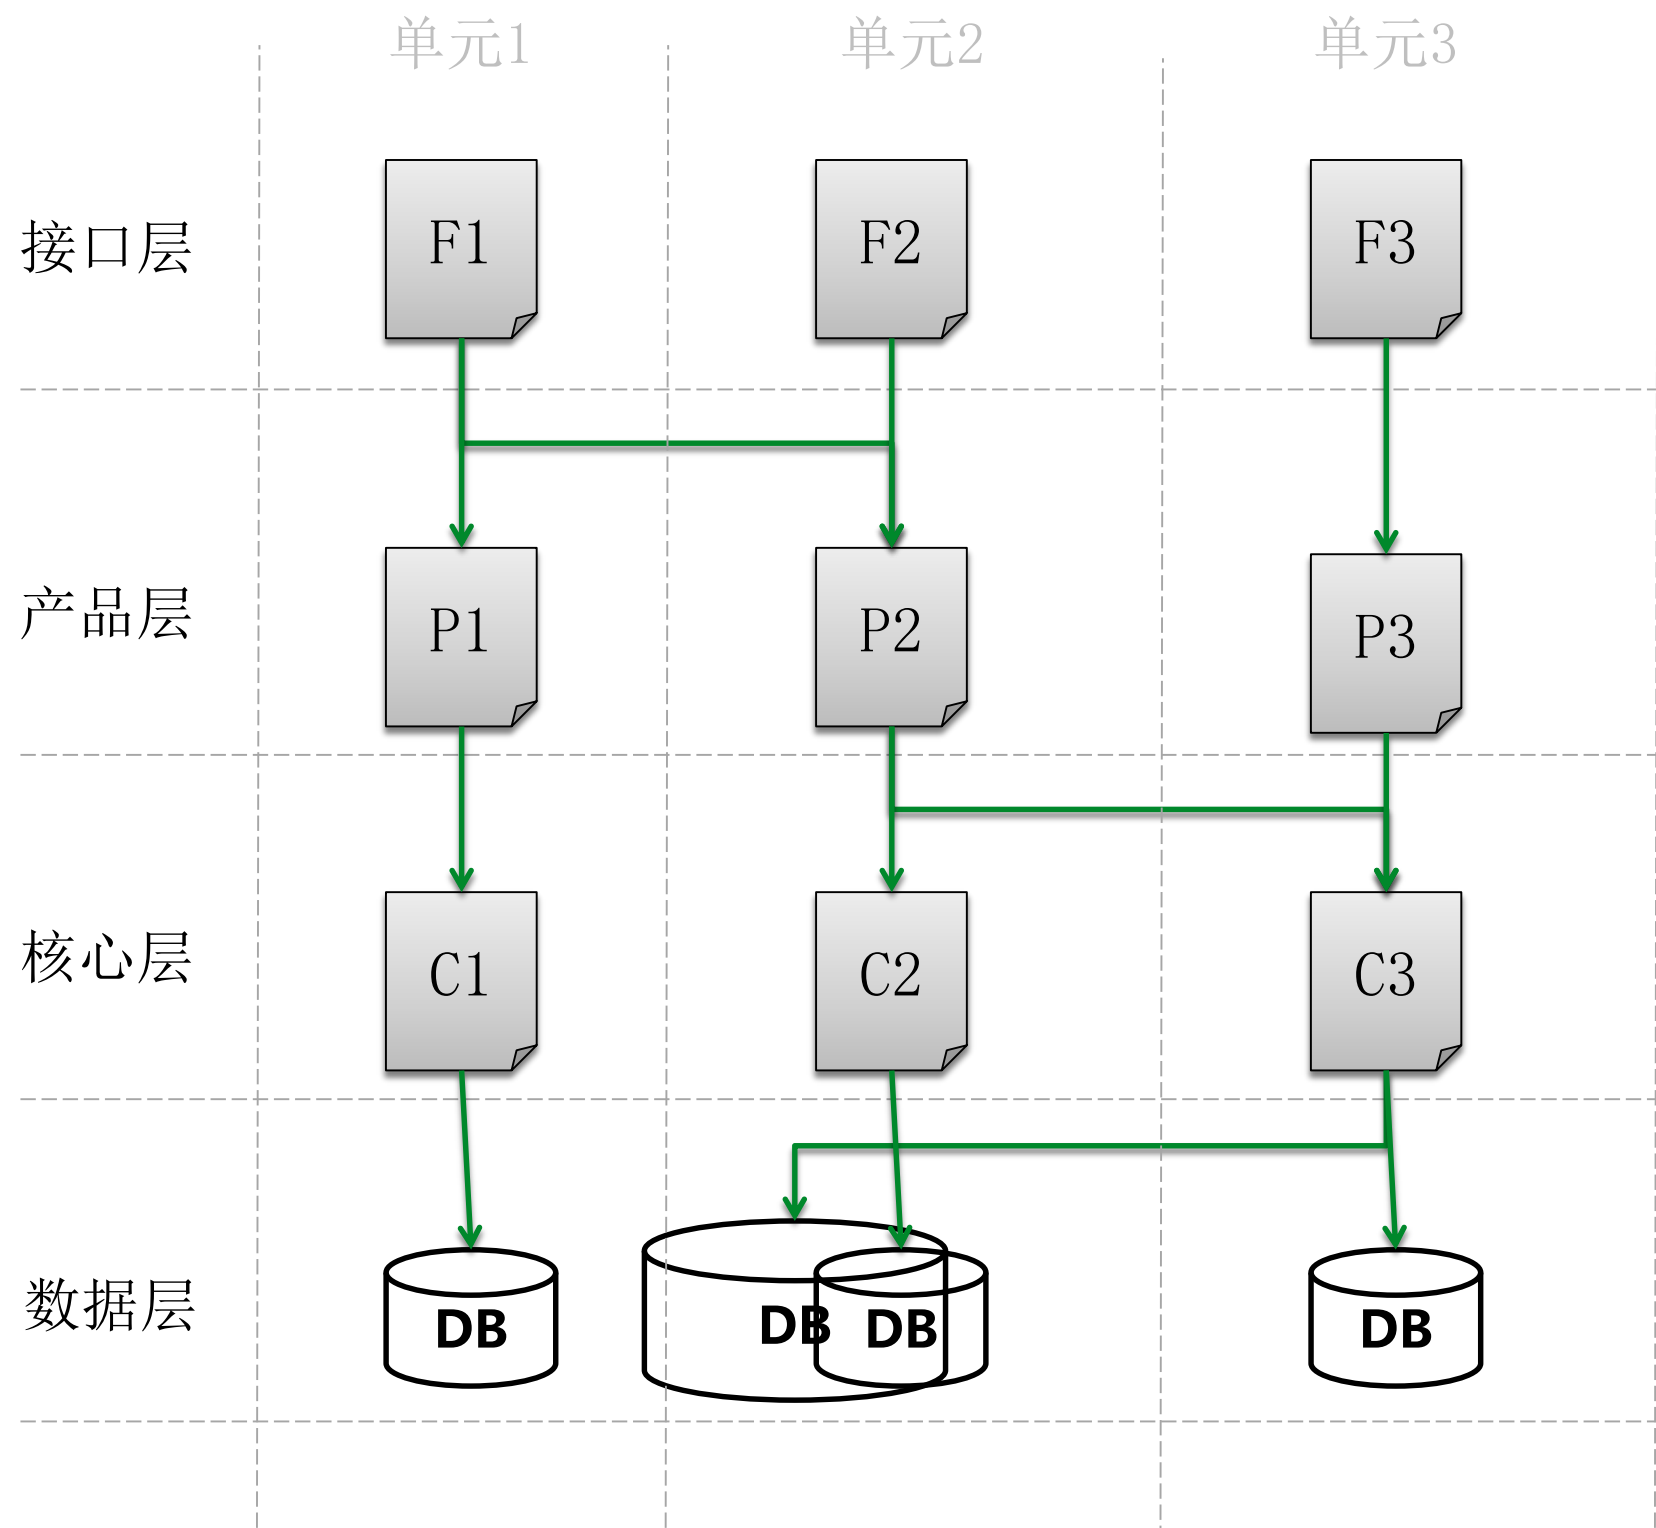 单元1 单元2 单元3
接口层 F1 F2 F3
产品层 P1 P2 P3
核心层 C1 C2 C3
数据层 DB DB DB DB